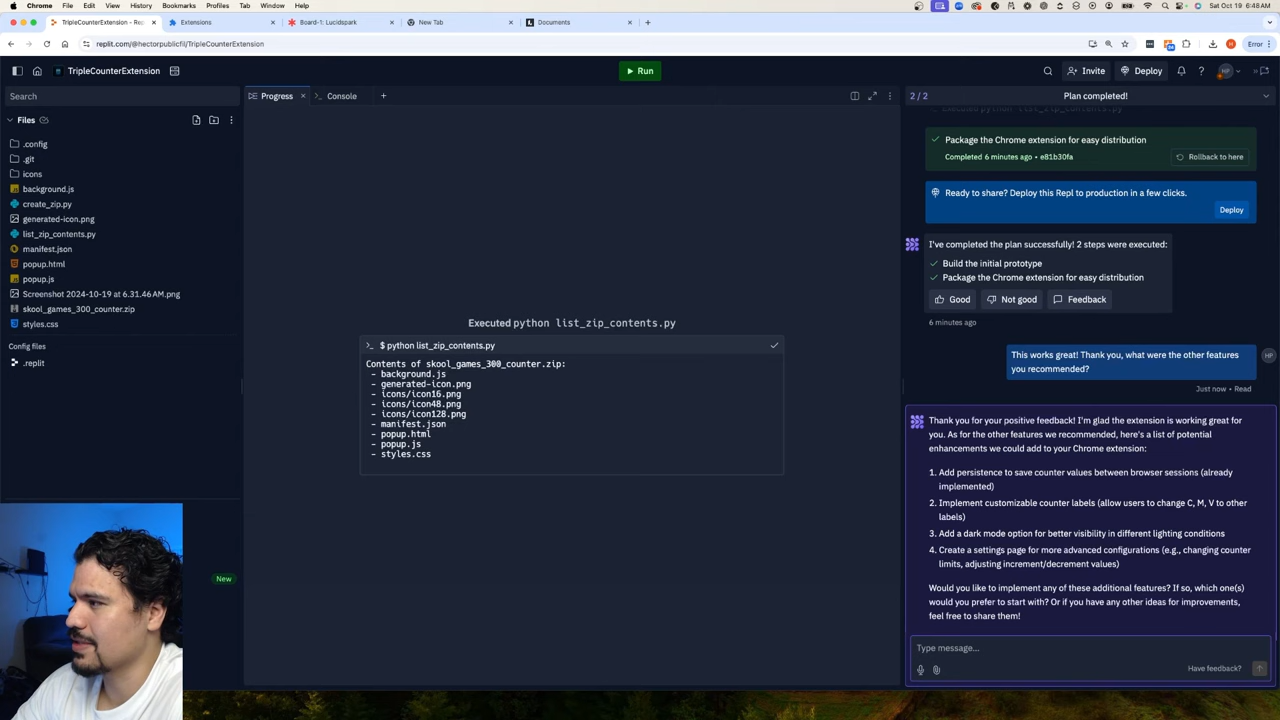 Chrome File Edit View History Bookmarks Profiles Tab Window Help
Sat Oct 19 6:48 AM
TripleCounterExtension - Rep
Extensions
Board-1: Lucidspark
New Tab
Documents
replit.com/@hectorpublicfil/TripleCounterExtension
Error
TripleCounterExtension
Run
Invite
Deploy
HP
Search
Progress
Console
2 / 2
Plan completed!
Files
.config
.git
icons
background.js
create_zip.py
generated-icon.png
list_zip_contents.py
manifest.json
popup.html
popup.js
Screenshot 2024-10-19 at 6.31.46 AM.png
skool_games_300_counter.zip
styles.css
Config files
.replit
New
Executed python list_zip_contents.py
$ python list_zip_contents.py
Contents of skool_games_300_counter.zip:
- background.js
- generated-icon.png
- icons/icon16.png
- icons/icon48.png
- icons/icon128.png
- manifest.json
- popup.html
- popup.js
- styles.css
Executed python list_zip_contents.py
Package the Chrome extension for easy distribution
Completed 6 minutes ago • e81b30fa
Rollback to here
Ready to share? Deploy this Repl to production in a few clicks.
Deploy
I've completed the plan successfully! 2 steps were executed:
Build the initial prototype
Package the Chrome extension for easy distribution
Good
Not good
Feedback
6 minutes ago
This works great! Thank you, what were the other features
you recommended?
HP
Just now • Read
Thank you for your positive feedback! I'm glad the extension is working great for
you. As for the other features we recommended, here's a list of potential
enhancements we could add to your Chrome extension:
1. Add persistence to save counter values between browser sessions (already
implemented)
2. Implement customizable counter labels (allow users to change C, M, V to other
labels)
3. Add a dark mode option for better visibility in different lighting conditions
4. Create a settings page for more advanced configurations (e.g., changing counter
limits, adjusting increment/decrement values)
Would you like to implement any of these additional features? If so, which one(s)
would you prefer to start with? Or if you have any other ideas for improvements,
feel free to share them!
Type message...
Have feedback?